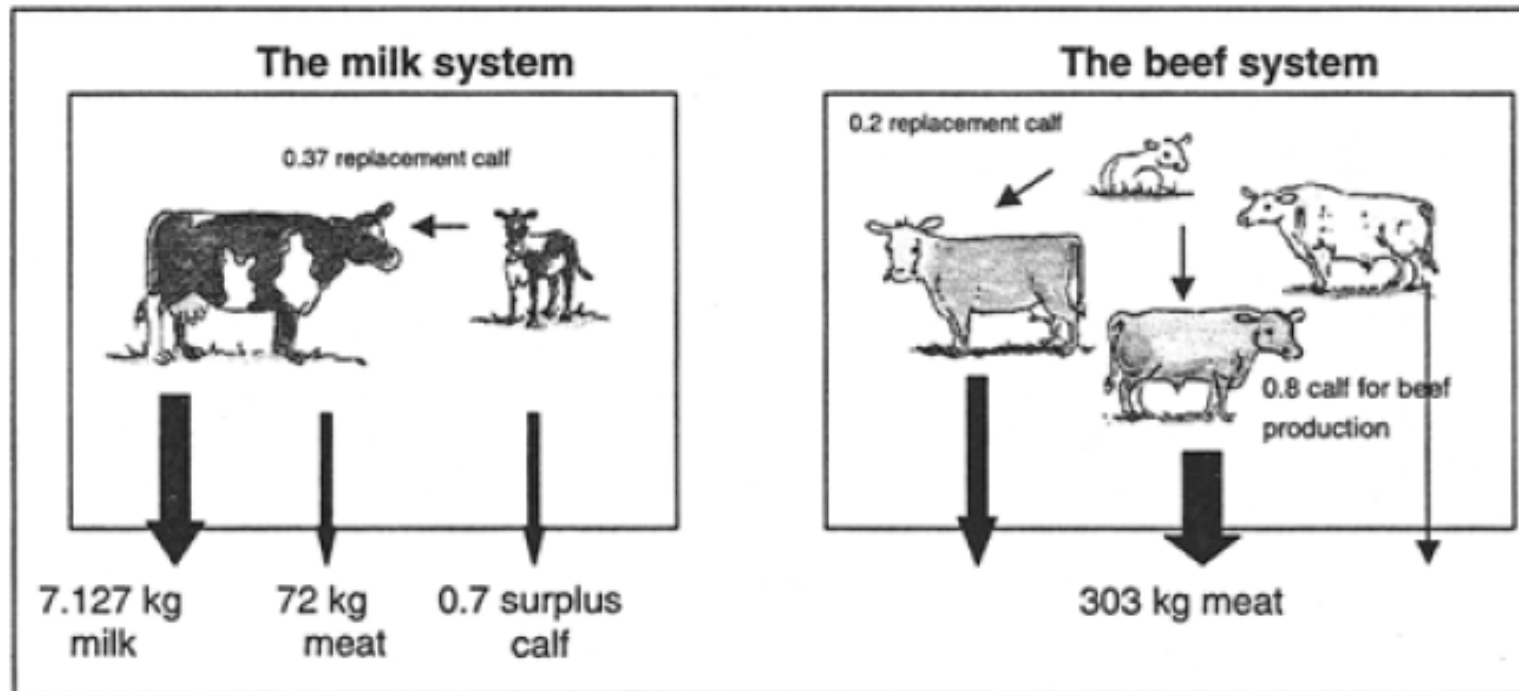 The milk system
0.37 replacement calf
7.127 kg
milk
72 kg
meat
0.7 surplus
calf
The beef system
0.2 replacement calf
0.8 calf for beef
production
303 kg meat